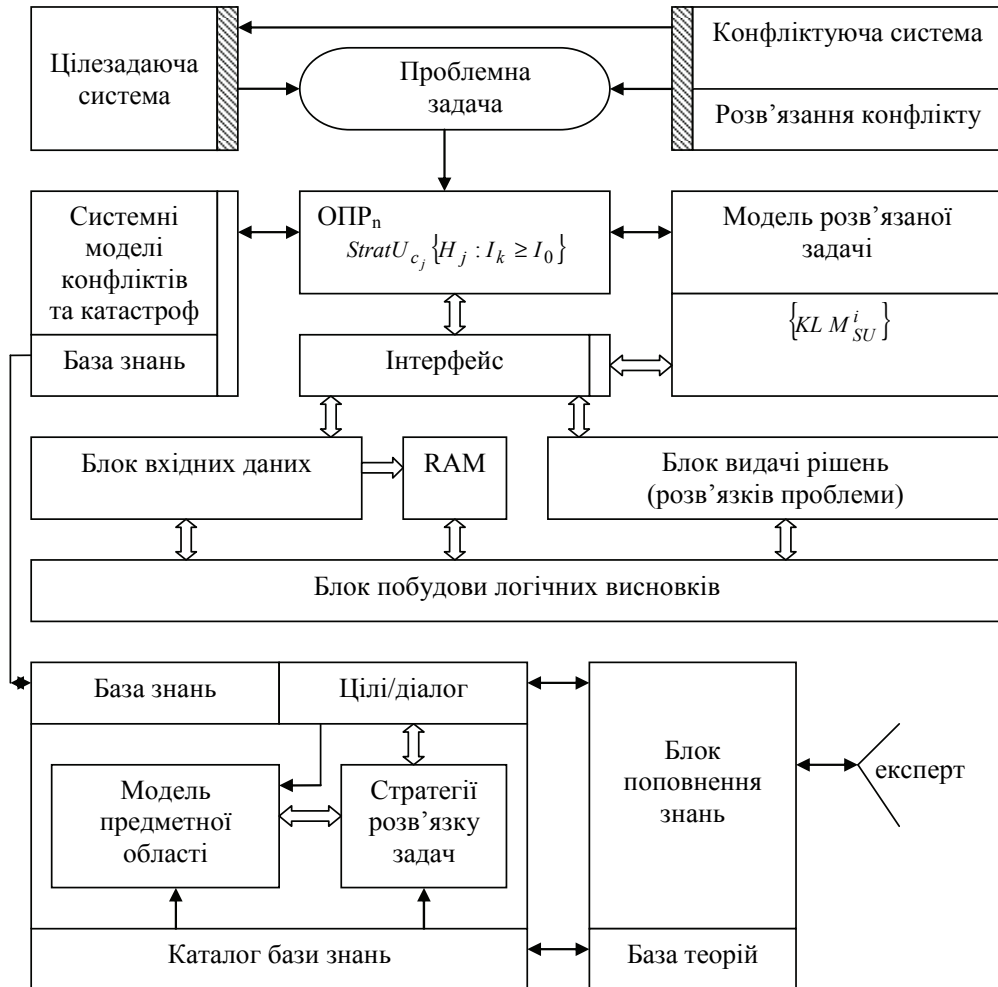 Цілезадаюча
система
Проблемна
задача
Конфліктуюча система
Розв’язання конфлікту
Системні
моделі
конфліктів
та катастроф
База знань
ОПРn
StratU_{c_j} {H_j : I_k ≥ I_0}
Модель розв’язаної
задачі
{KL M^i_{SU}}
Інтерфейс
Блок вхідних даних
RAM
Блок видачі рішень
(розв’язків проблеми)
Блок побудови логічних висновків
База знань
Цілі/діалог
Модель
предметної
області
Стратегії
розв’язку
задач
Каталог бази знань
Блок
поповнення
знань
База теорій
експерт